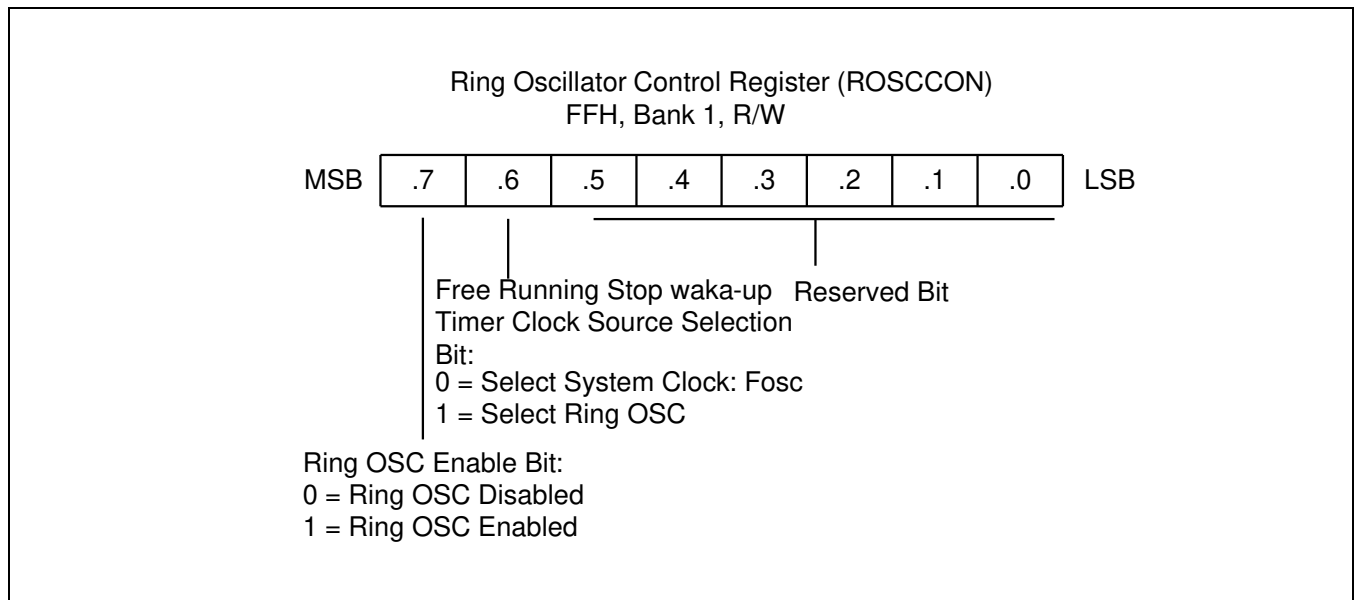 Ring Oscillator Control Register (ROSCCON)
FFH, Bank 1, R/W
MSB .7 .6 .5 .4 .3 .2 .1 .0 LSB
Free Running Stop waka-up
Timer Clock Source Selection
Bit:
0 = Select System Clock: Fosc
1 = Select Ring OSC
Reserved Bit
Ring OSC Enable Bit:
0 = Ring OSC Disabled
1 = Ring OSC Enabled